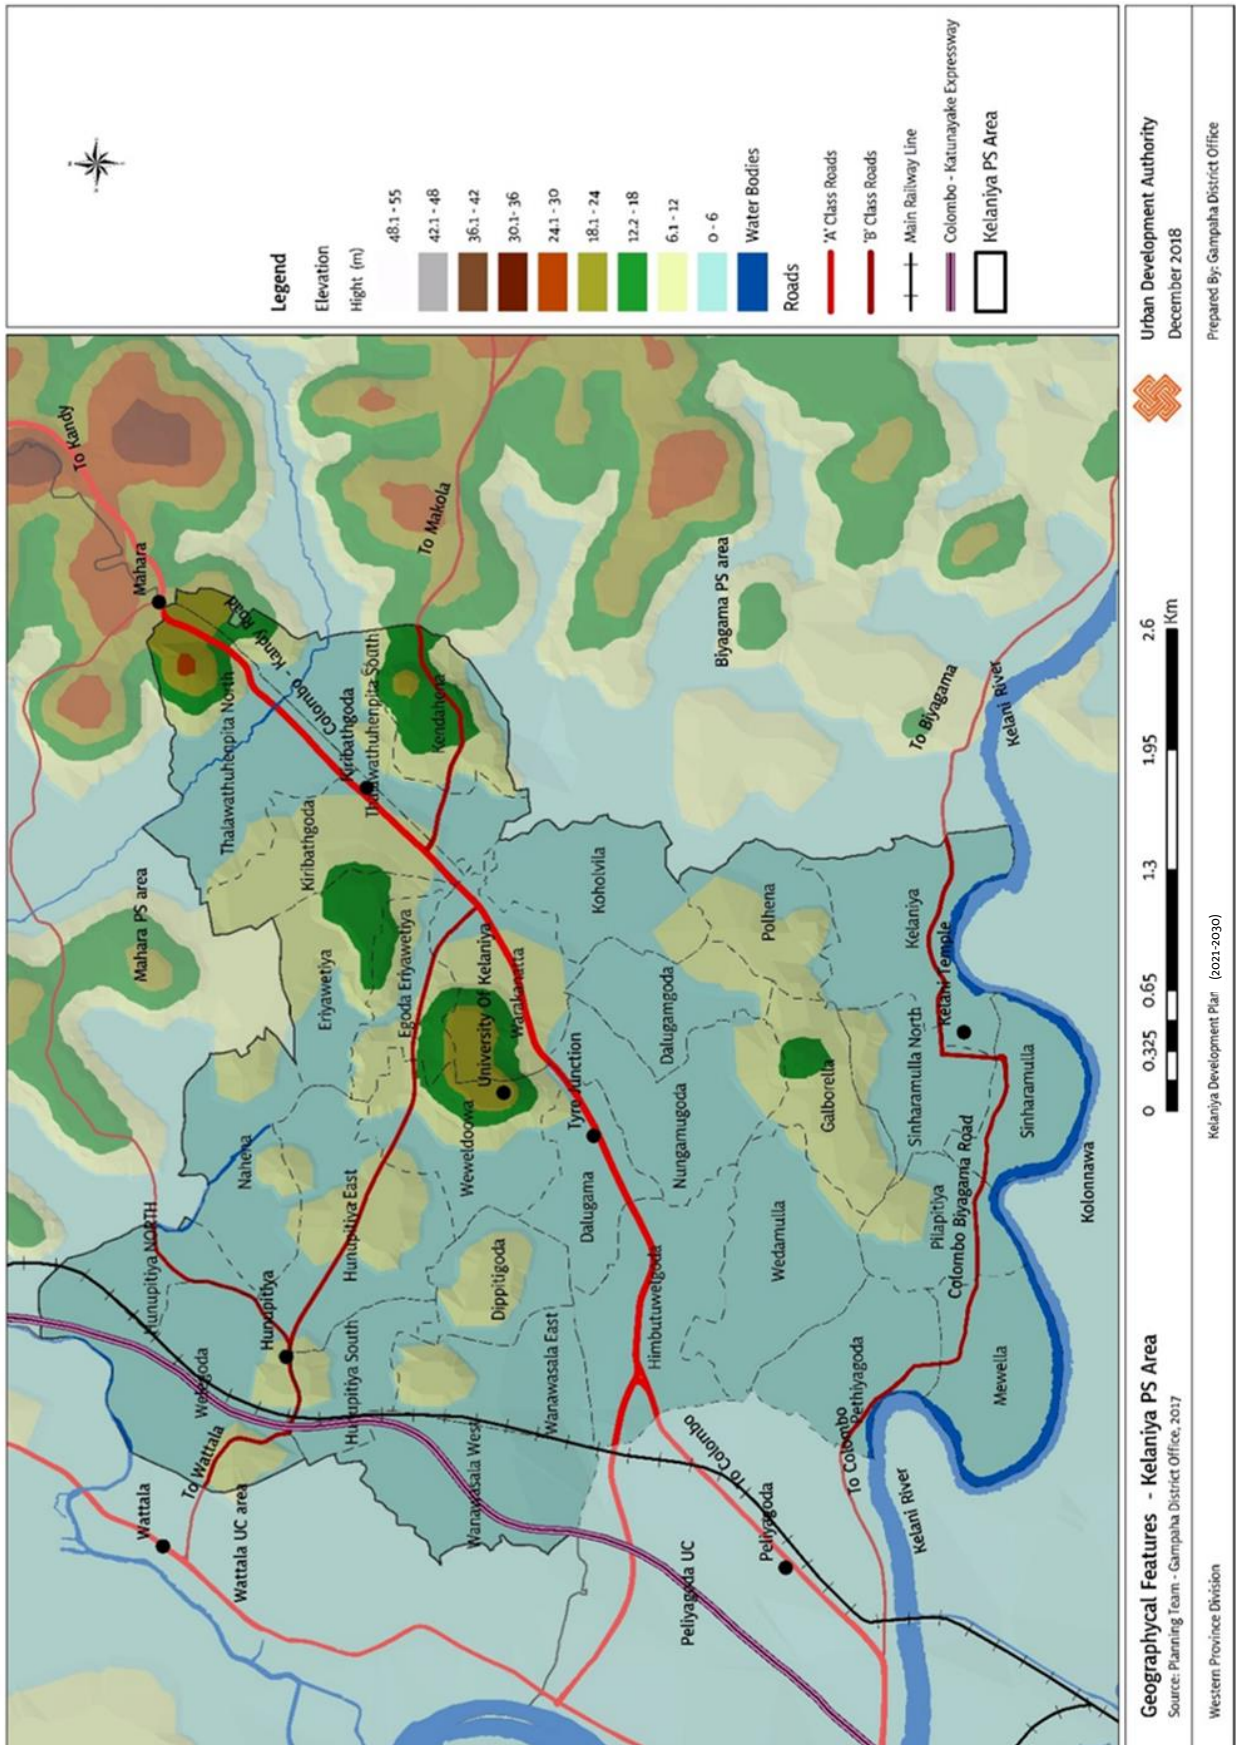 To Kandy
Mahara
Kandy Road
Colombo - Kandy Road
Thalawathuhenpita North
Kiribathgoda
Thalawathuhenpita South
Kendahena
To Makola
Biyagama PS area
To Biyagama
Kelani River
Mahara PS area
Kiribathgoda
Eriyawetiya
Egoda Eriyawetiya
University Of Kelaniya
Warakanatta
Koholvila
Polhena
Kelaniya
Kelani Temple
Dalugamgoda
Galborella
Sinharamulla North
Sinharamulla
Tyre Junction
Nungamugoda
Weweldoowa
Nahena
Hunupitiya East
Dalugama
Wedamulla
Pilapitiya
Colombo Biyagama Road
Kolonnawa
Hunupitiya NORTH
Hunupitiya
Dippitigoda
Himbutuwelgoda
Welegoda
Hunupitiya South
Wanawasala East
Pethiyagoda
Mewella
To Wattala
Wanawasala West
To Colombo
To Colombo
Wattala
Wattala UC area
Peliyagoda
Peliyagoda UC
Kelani River
Legend
Elevation
Hight (m)
48.1 - 55
42.1 - 48
36.1 - 42
30.1 - 36
24.1 - 30
18.1 - 24
12.2 - 18
6.1 - 12
0 - 6
Water Bodies
Roads
'A' Class Roads
'B' Class Roads
Main Railway Line
Colombo - Katunayake Expressway
Kelaniya PS Area
Geographycal Features - Kelaniya PS Area
Source: Planning Team - Gampaha District Office, 2017
0 0.325 0.65 1.3 1.95 2.6
Km
Urban Development Authority
December 2018
Western Province Division
Kelaniya Development Plan (2021-2030)
Prepared By: Gampaha District Office